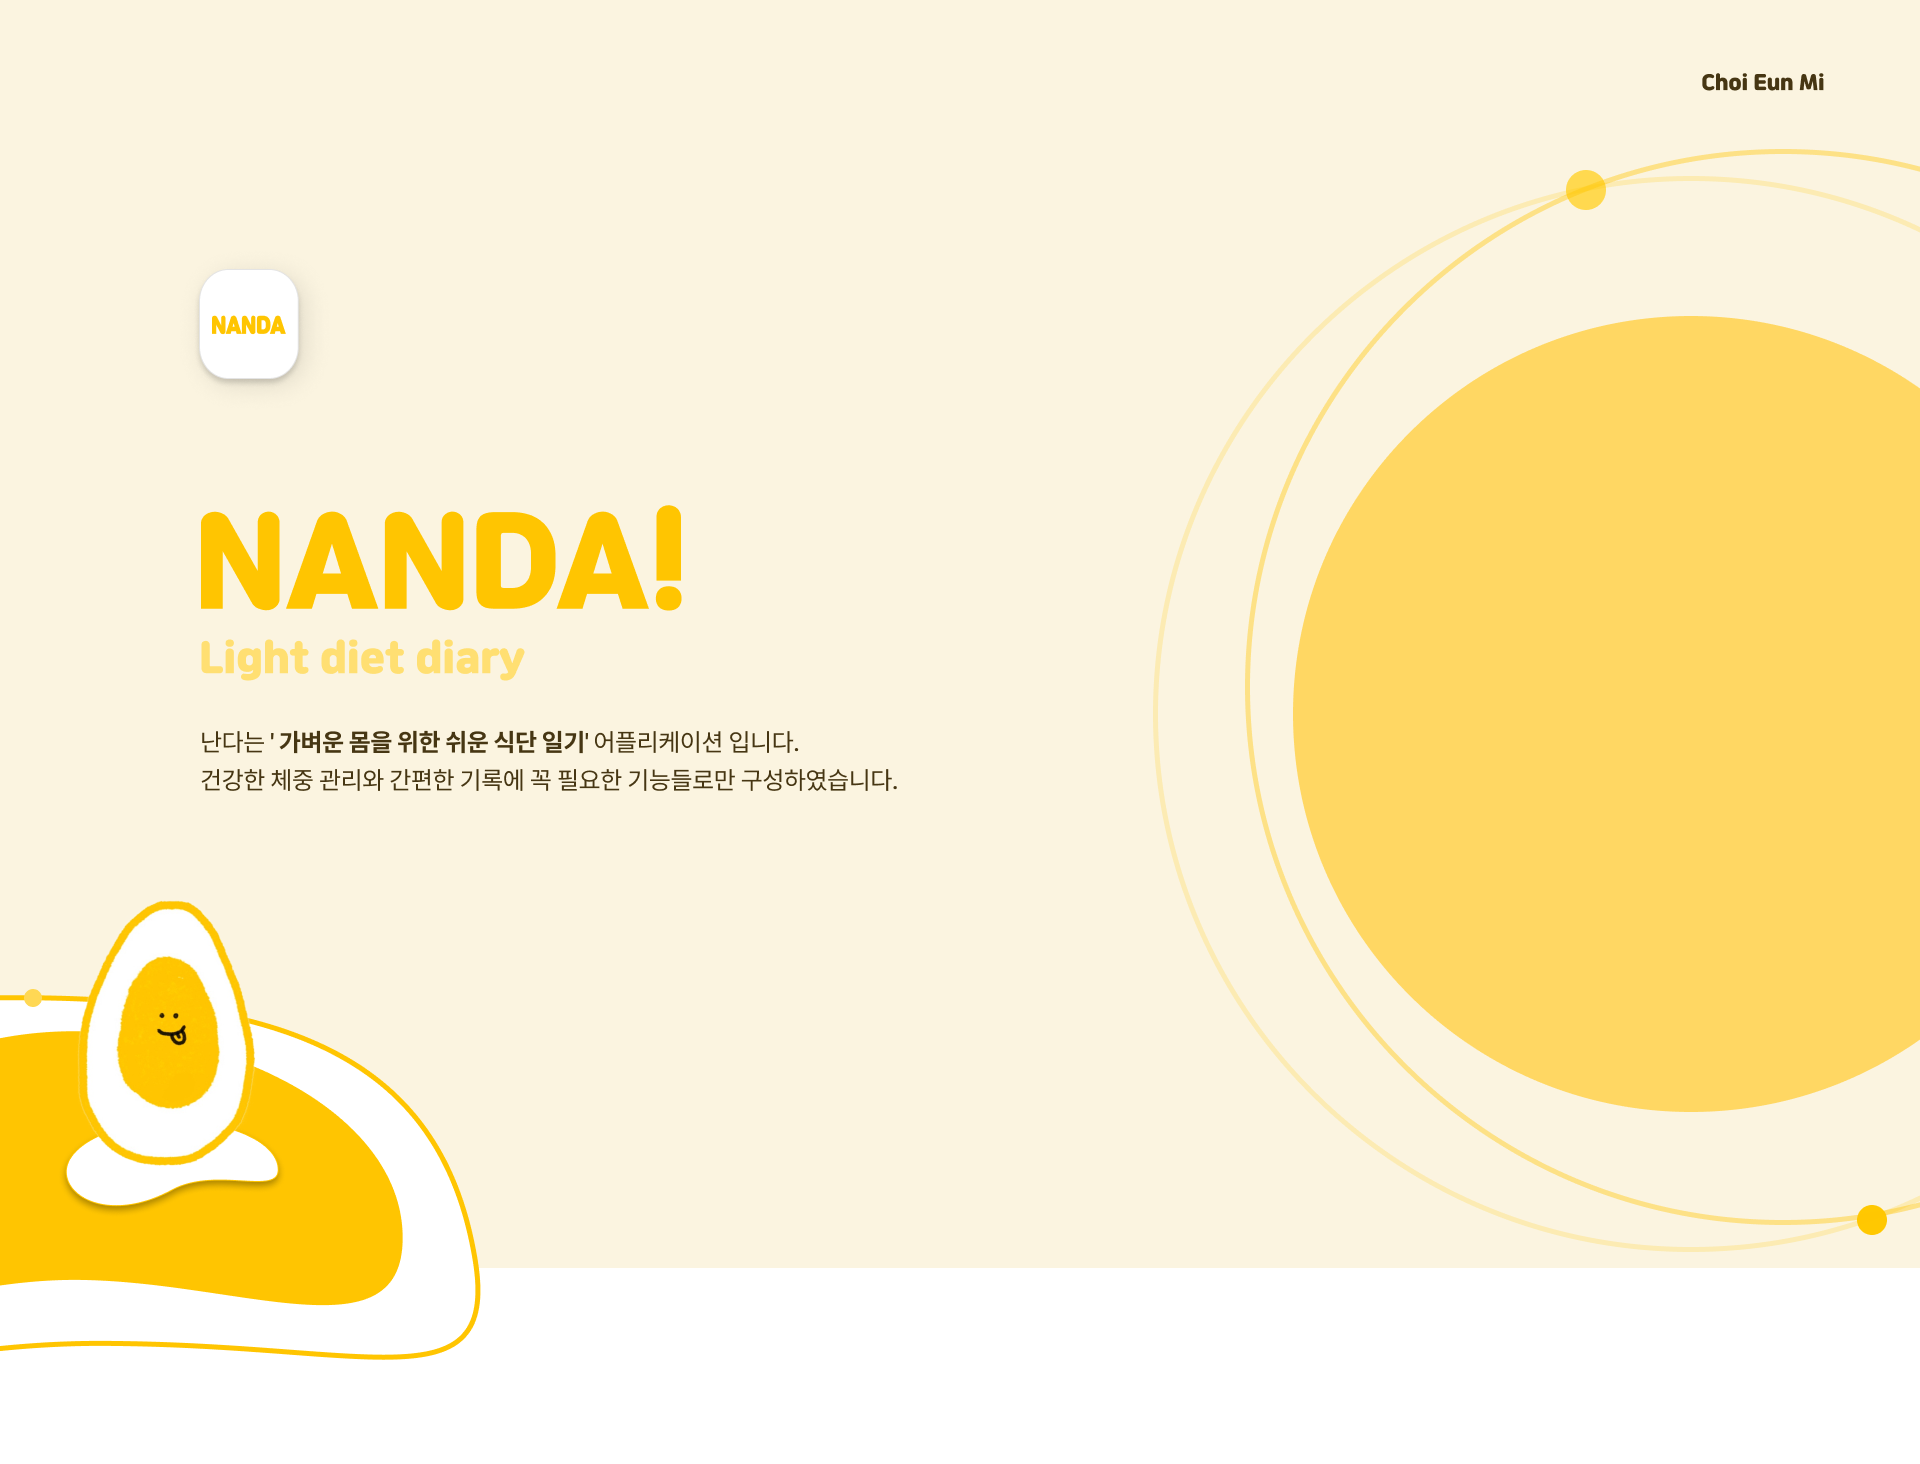 Choi Eun Mi
NANDA
NANDA!
Light diet diary
난다는 ' 가벼운 몸을 위한 쉬운 식단 일기' 어플리케이션 입니다.
건강한 체중 관리와 간편한 기록에 꼭 필요한 기능들로만 구성하였습니다.